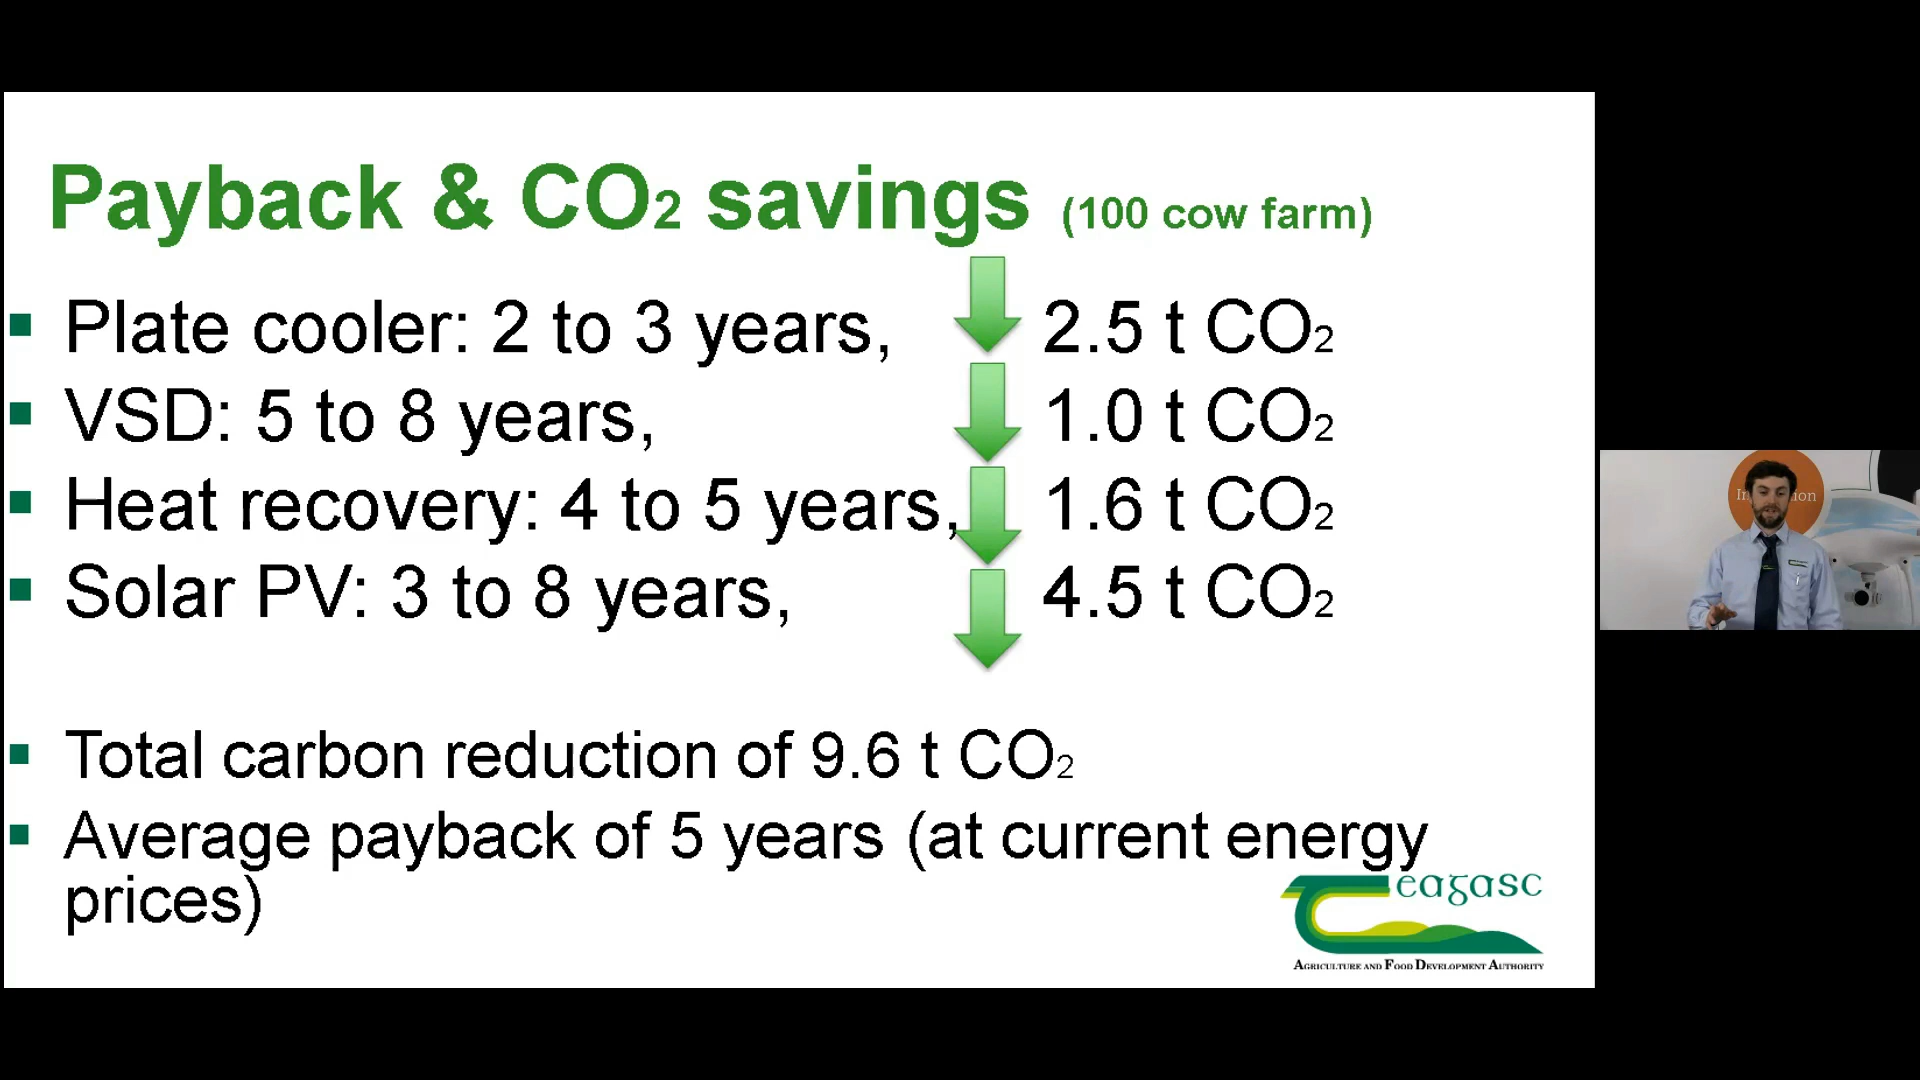 Payback & CO₂ savings (100 cow farm)
▪ Plate cooler: 2 to 3 years, 2.5 t CO₂
▪ VSD: 5 to 8 years, 1.0 t CO₂
▪ Heat recovery: 4 to 5 years, 1.6 t CO₂
▪ Solar PV: 3 to 8 years, 4.5 t CO₂
▪ Total carbon reduction of 9.6 t CO₂
▪ Average payback of 5 years (at current energy
prices)
eagasc
AGRICULTURE AND FOOD DEVELOPMENT AUTHORITY